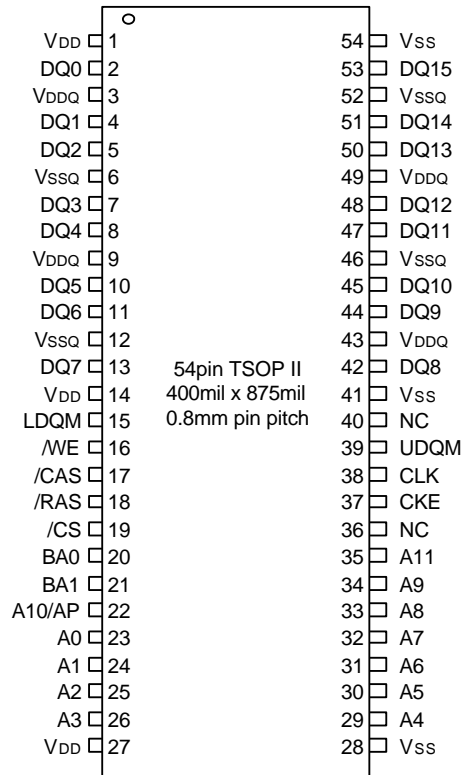 VDD 1 54 VSS
DQ0 2 53 DQ15
VDDQ 3 52 VSSQ
DQ1 4 51 DQ14
DQ2 5 50 DQ13
VSSQ 6 49 VDDQ
DQ3 7 48 DQ12
DQ4 8 47 DQ11
VDDQ 9 46 VSSQ
DQ5 10 45 DQ10
DQ6 11 44 DQ9
VSSQ 12 43 VDDQ
DQ7 13 54pin TSOP II 42 DQ8
VDD 14 400mil x 875mil 41 VSS
LDQM 15 0.8mm pin pitch 40 NC
/WE 16 39 UDQM
/CAS 17 38 CLK
/RAS 18 37 CKE
/CS 19 36 NC
BA0 20 35 A11
BA1 21 34 A9
A10/AP 22 33 A8
A0 23 32 A7
A1 24 31 A6
A2 25 30 A5
A3 26 29 A4
VDD 27 28 VSS